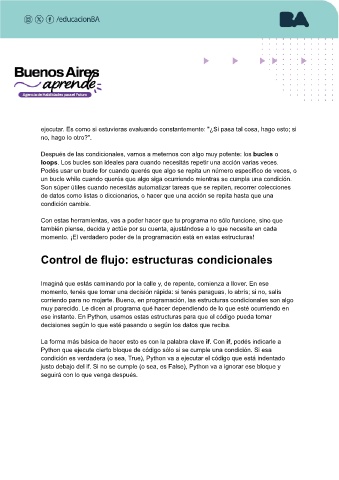 /educacionBA
BA
Buenos Aires
aprende
Agencia de Habilidades para el Futuro
ejecutar. Es como si estuvieras evaluando constantemente: "¿Si pasa tal cosa, hago esto; si
no, hago lo otro?".
Después de las condicionales, vamos a meternos con algo muy potente: los bucles o
loops. Los bucles son ideales para cuando necesitás repetir una acción varias veces.
Podés usar un bucle for cuando querés que algo se repita un número específico de veces, o
un bucle while cuando querés que algo siga ocurriendo mientras se cumpla una condición.
Son súper útiles cuando necesitás automatizar tareas que se repiten, recorrer colecciones
de datos como listas o diccionarios, o hacer que una acción se repita hasta que una
condición cambie.
Con estas herramientas, vas a poder hacer que tu programa no sólo funcione, sino que
también piense, decida y actúe por su cuenta, ajustándose a lo que necesite en cada
momento. ¡El verdadero poder de la programación está en estas estructuras!
Control de flujo: estructuras condicionales
Imaginá que estás caminando por la calle y, de repente, comienza a llover. En ese
momento, tenés que tomar una decisión rápida: si tenés paraguas, lo abrís; si no, salís
corriendo para no mojarte. Bueno, en programación, las estructuras condicionales son algo
muy parecido. Le dicen al programa qué hacer dependiendo de lo que esté ocurriendo en
ese instante. En Python, usamos estas estructuras para que el código pueda tomar
decisiones según lo que esté pasando o según los datos que reciba.
La forma más básica de hacer esto es con la palabra clave if. Con if, podés indicarle a
Python que ejecute cierto bloque de código sólo si se cumple una condición. Si esa
condición es verdadera (o sea, True), Python va a ejecutar el código que está indentado
justo debajo del if. Si no se cumple (o sea, es False), Python va a ignorar ese bloque y
seguirá con lo que venga después.